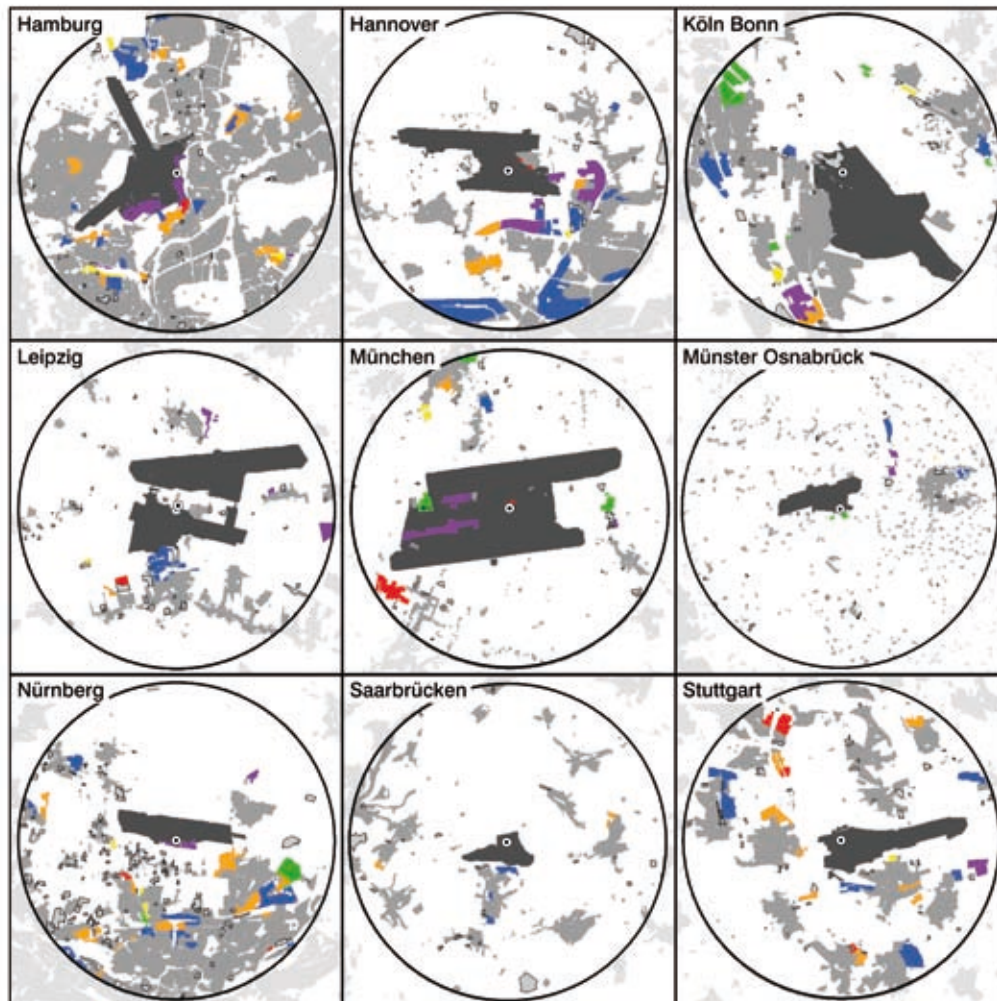 Hamburg
Hannover
Köln Bonn
Leipzig
München
Münster Osnabrück
Nürnberg
Saarbrücken
Stuttgart